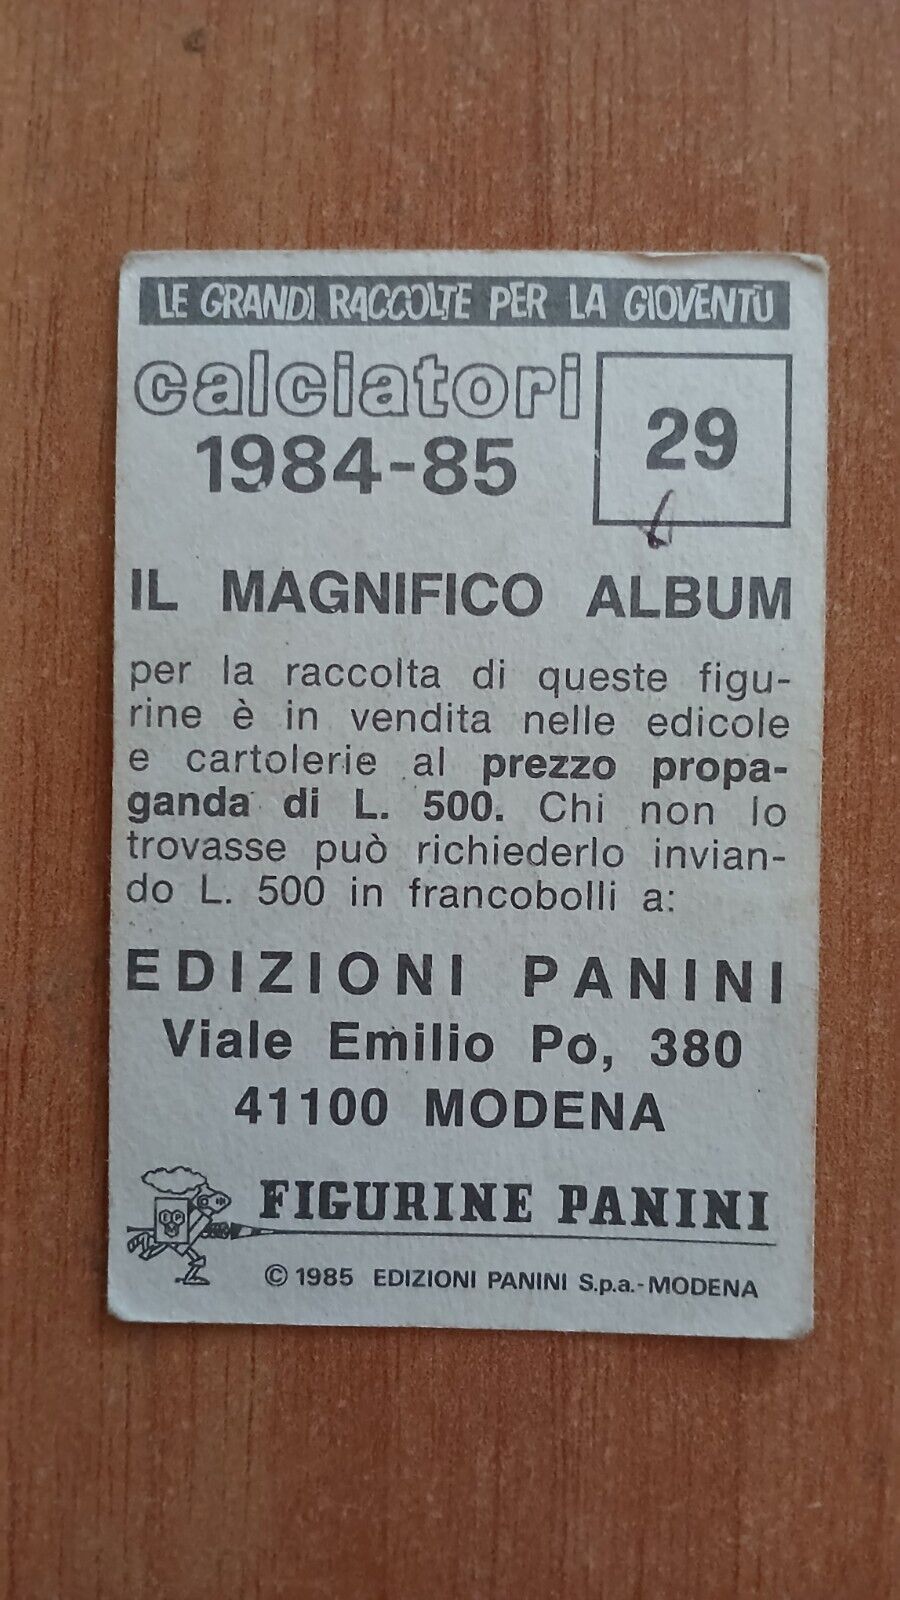 LE GRANDI RACCOLTE PER LA GIOVENTÙ
calciatori
1984-85
29
IL MAGNIFICO ALBUM
per la raccolta di queste figu-
rine è in vendita nelle edicole
e cartolerie al prezzo propa-
ganda di L. 500. Chi non lo
trovasse può richiederlo invian-
do L. 500 in francobolli a:
EDIZIONI PANINI
Viale Emilio Po, 380
41100 MODENA
FIGURINE PANINI
© 1985 EDIZIONI PANINI S.p.a.-MODENA